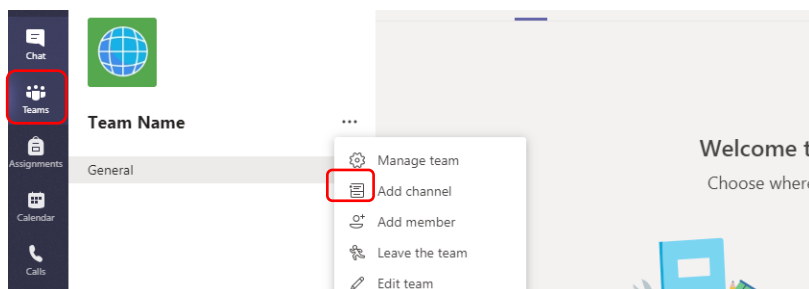 Chat
Teams
Assignments
Calendar
Calls
Team Name
...
General
Manage team
Add channel
Add member
Leave the team
Edit team
Welcome t
Choose where